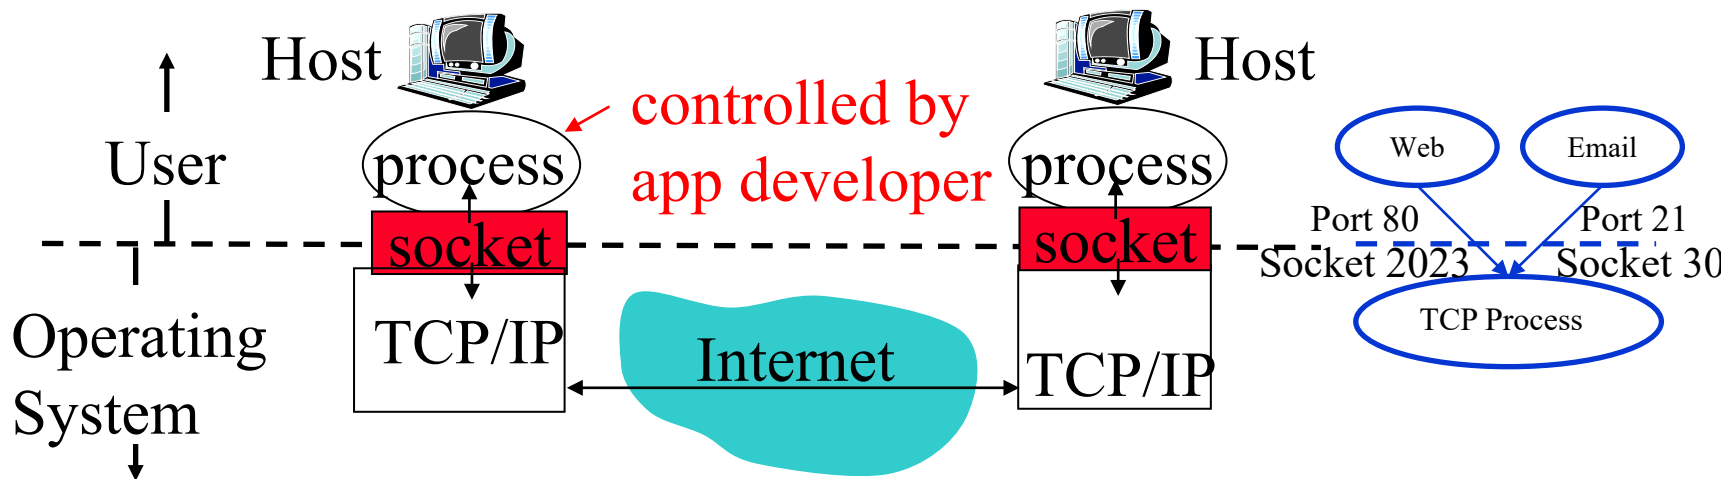 Host
Host
controlled by
app developer
User
process
process
Web
Email
Port 80
Port 21
socket
socket
Socket 2023
Socket 30
Operating
System
TCP/IP
Internet
TCP/IP
TCP Process